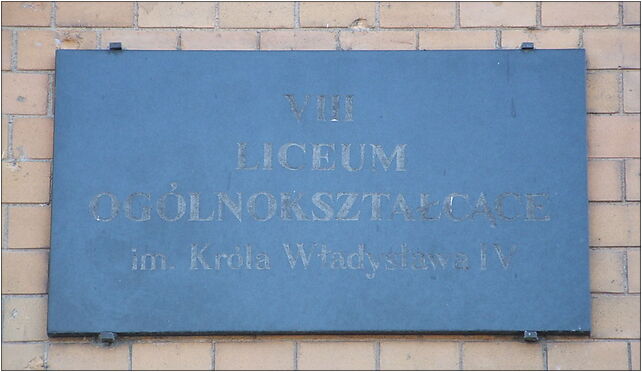 VIII
LICEUM
OGÓLNOKSZTAŁCĄCE
im. Króla Władysława IV